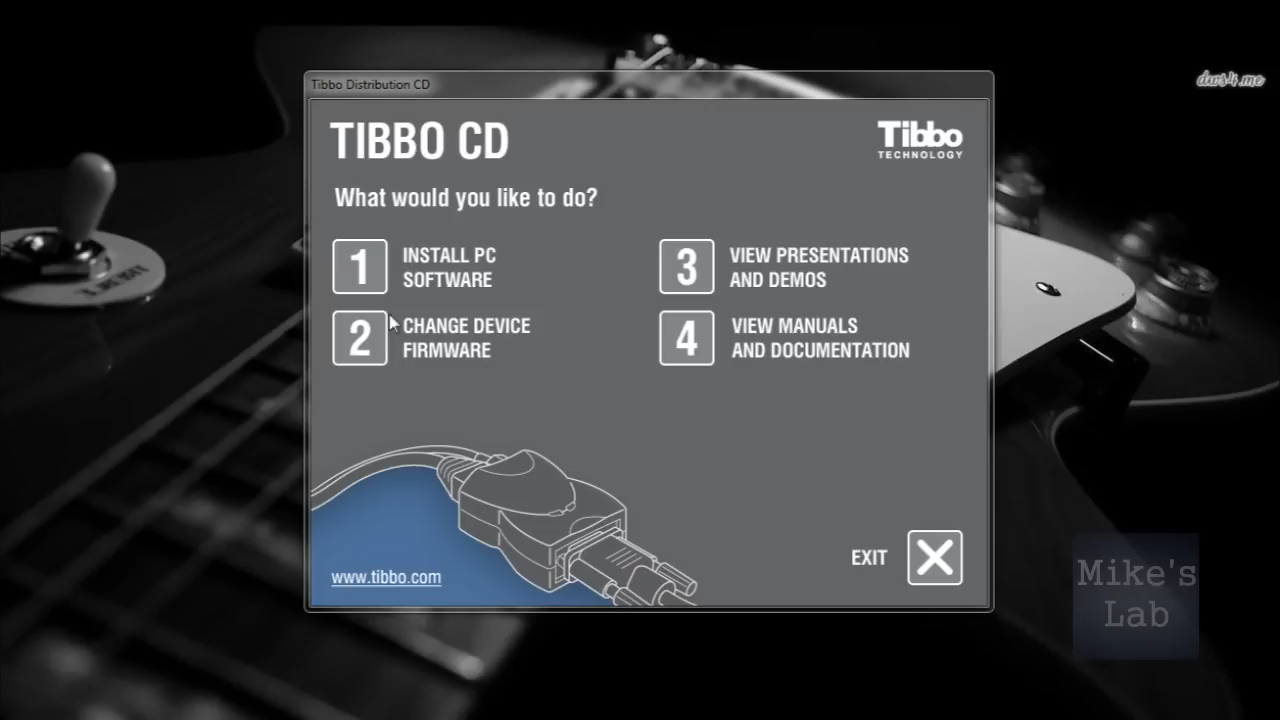 Tibbo Distribution CD
TIBBO CD
Tibbo
TECHNOLOGY
What would you like to do?
1
INSTALL PC
SOFTWARE
2
CHANGE DEVICE
FIRMWARE
3
VIEW PRESENTATIONS
AND DEMOS
4
VIEW MANUALS
AND DOCUMENTATION
EXIT
www.tibbo.com
Mike's
Lab